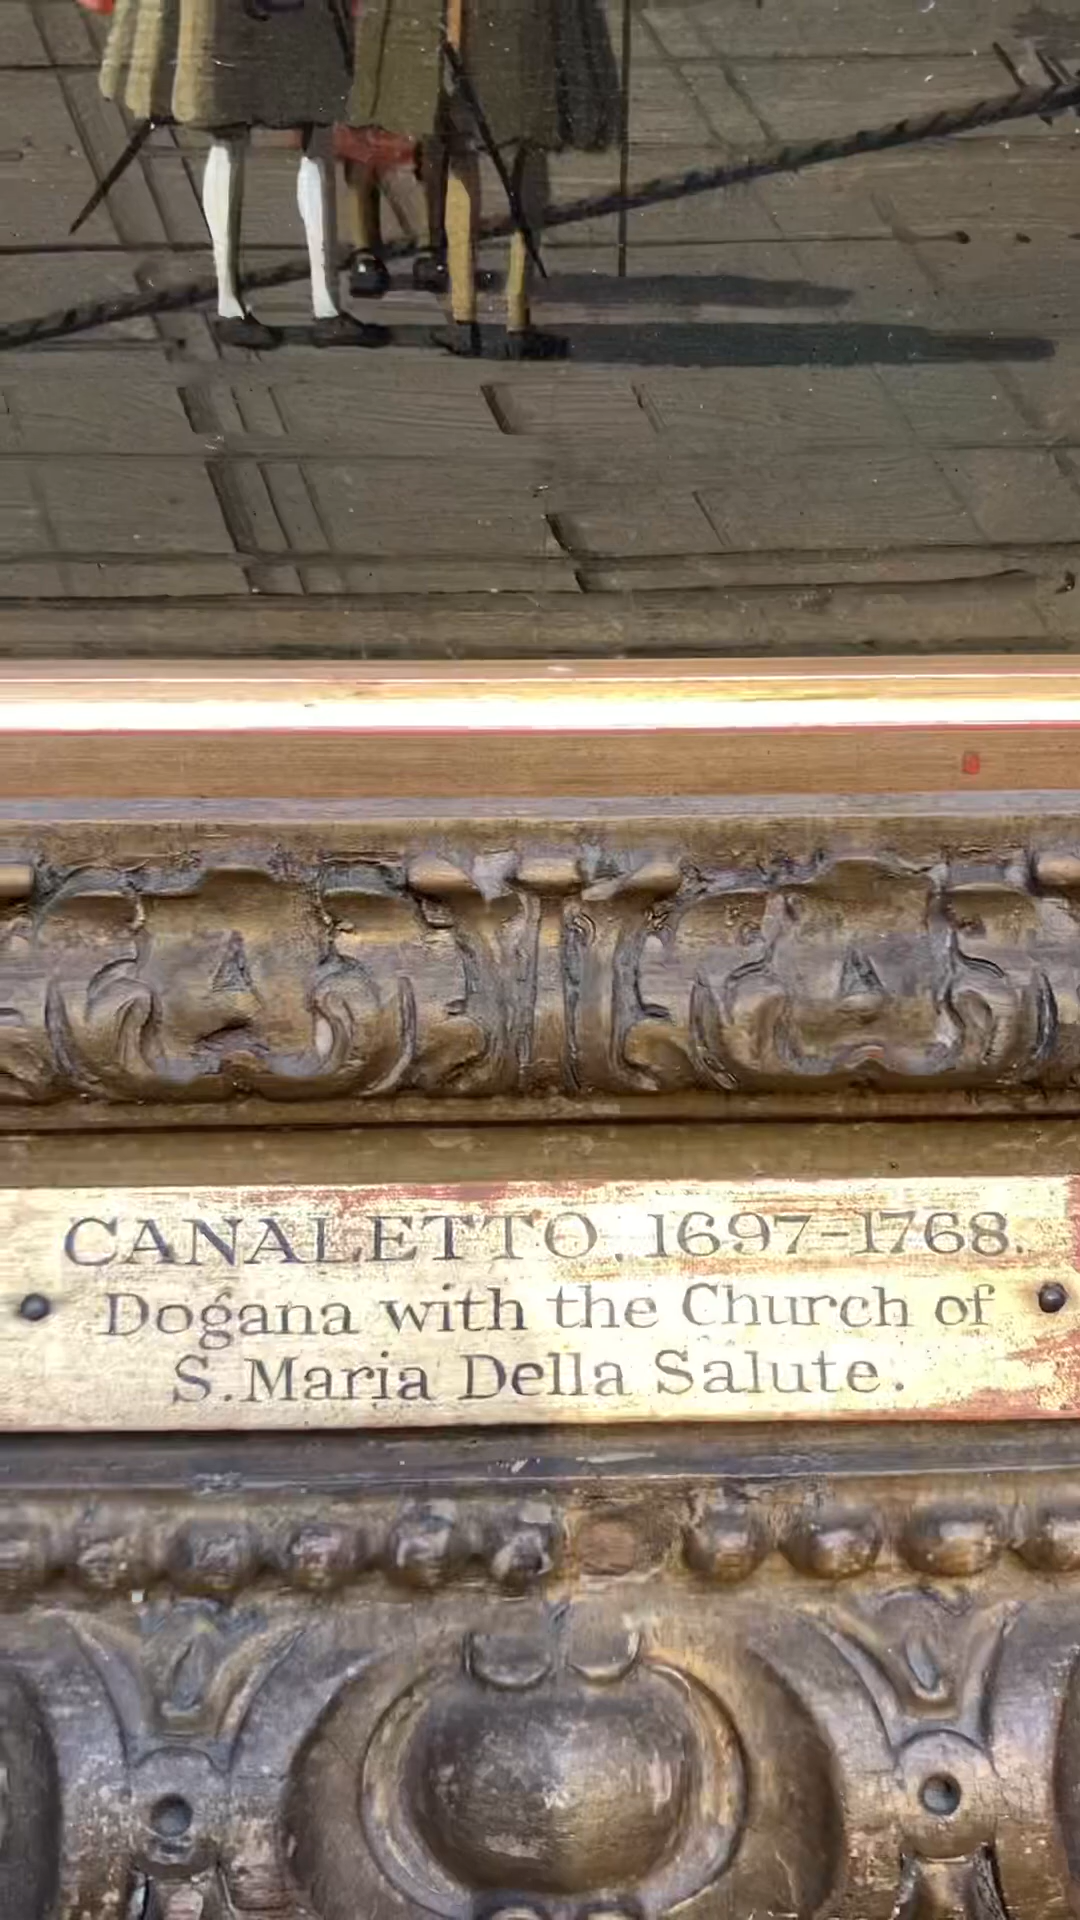 CANALETTO. 1697–1768.
Dogana with the Church of
S. Maria Della Salute.